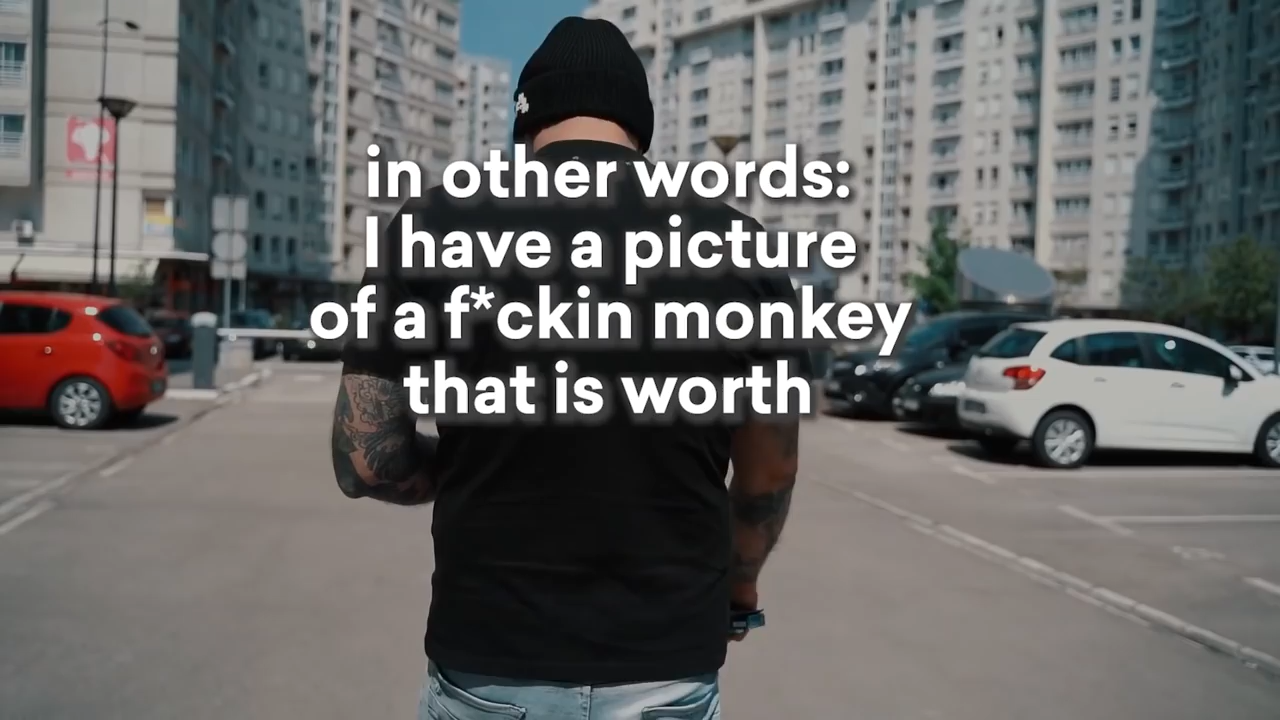 in other words:
I have a picture
of a f*ckin monkey
that is worth